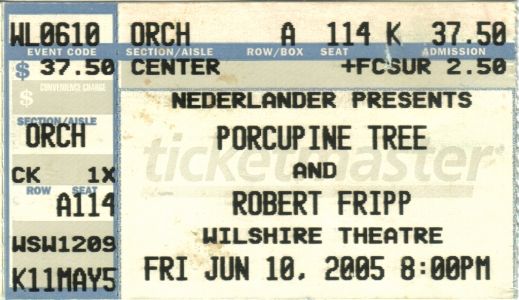 WL0610 ORCH A 114 K 37.50
EVENT CODE SECTION/AISLE ROW/BOX SEAT ADMISSION
$ 37.50 CENTER +FCSUR 2.50
$ CONVENIENCE CHARGE
NEDERLANDER PRESENTS
SECTION/AISLE
ORCH PORCUPINE TREE
ticketmaster®
CK 1X AND
ROW SEAT
A114 ROBERT FRIPP
WSW1209 WILSHIRE THEATRE
K11MAY5 FRI JUN 10, 2005 8:00PM